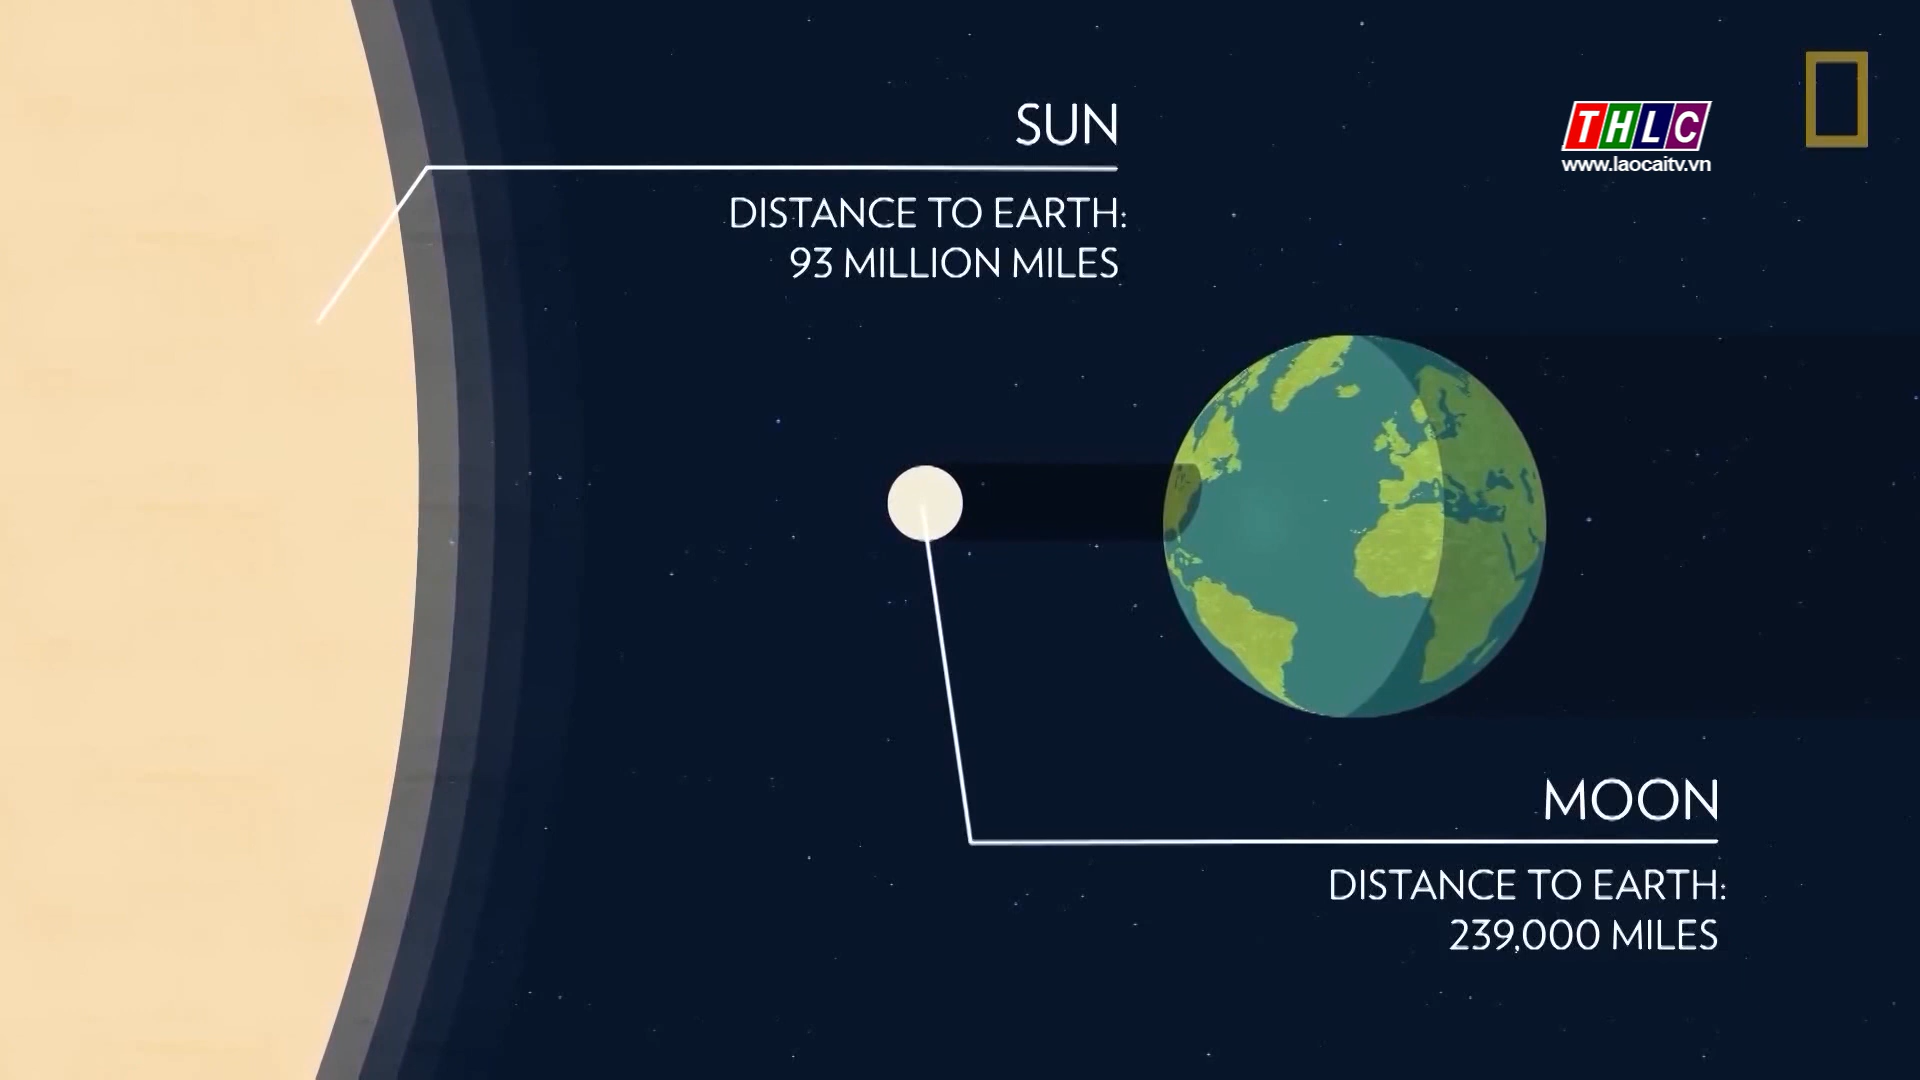 SUN
DISTANCE TO EARTH:
93 MILLION MILES
THLC
www.laocaitv.vn
MOON
DISTANCE TO EARTH:
239,000 MILES